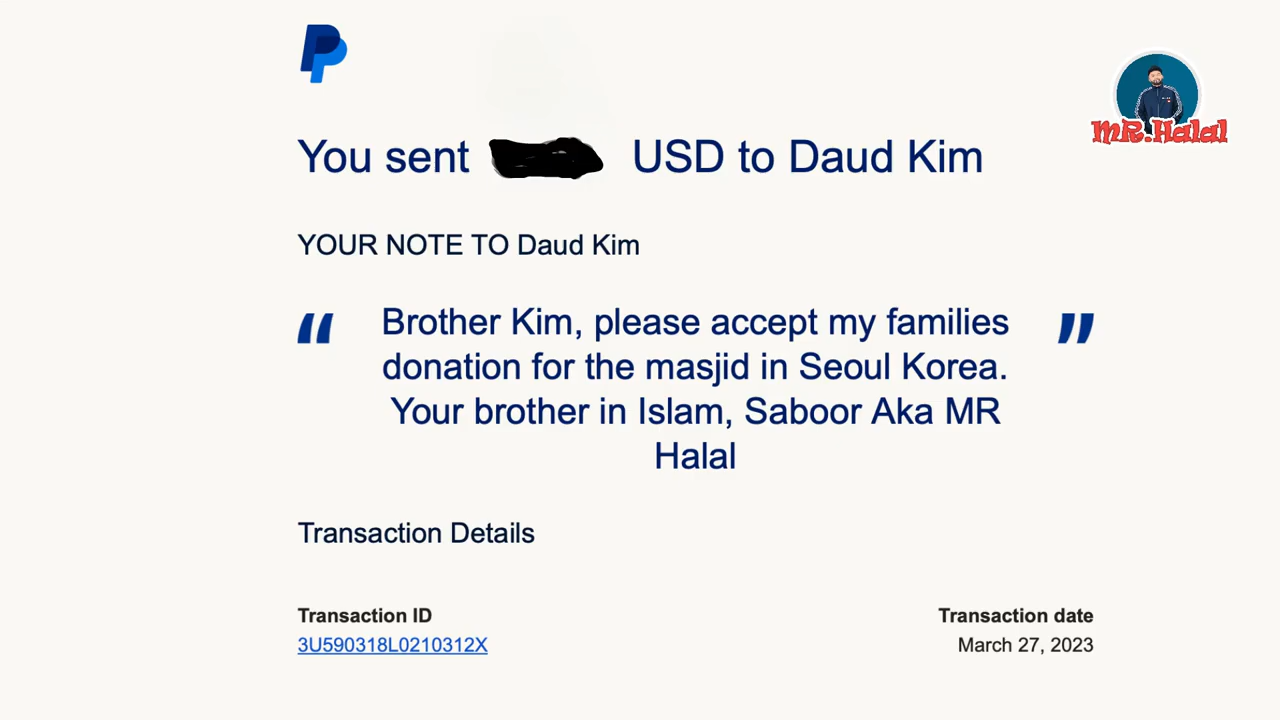 MR.Halal
You sent USD to Daud Kim
YOUR NOTE TO Daud Kim
“ Brother Kim, please accept my families ”
donation for the masjid in Seoul Korea.
Your brother in Islam, Saboor Aka MR
Halal
Transaction Details
Transaction ID Transaction date
3U590318L0210312X March 27, 2023